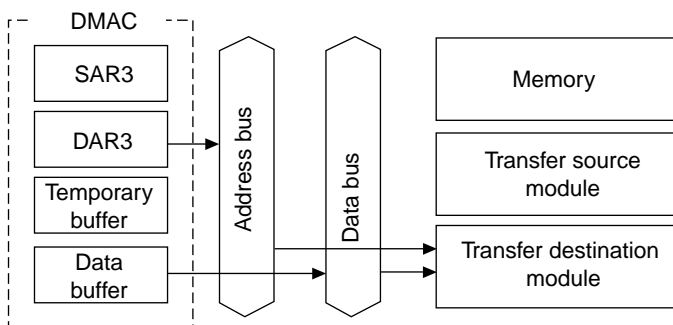 DMAC
SAR3
DAR3
Temporary
buffer
Data
buffer
Address bus
Data bus
Memory
Transfer source
module
Transfer destination
module